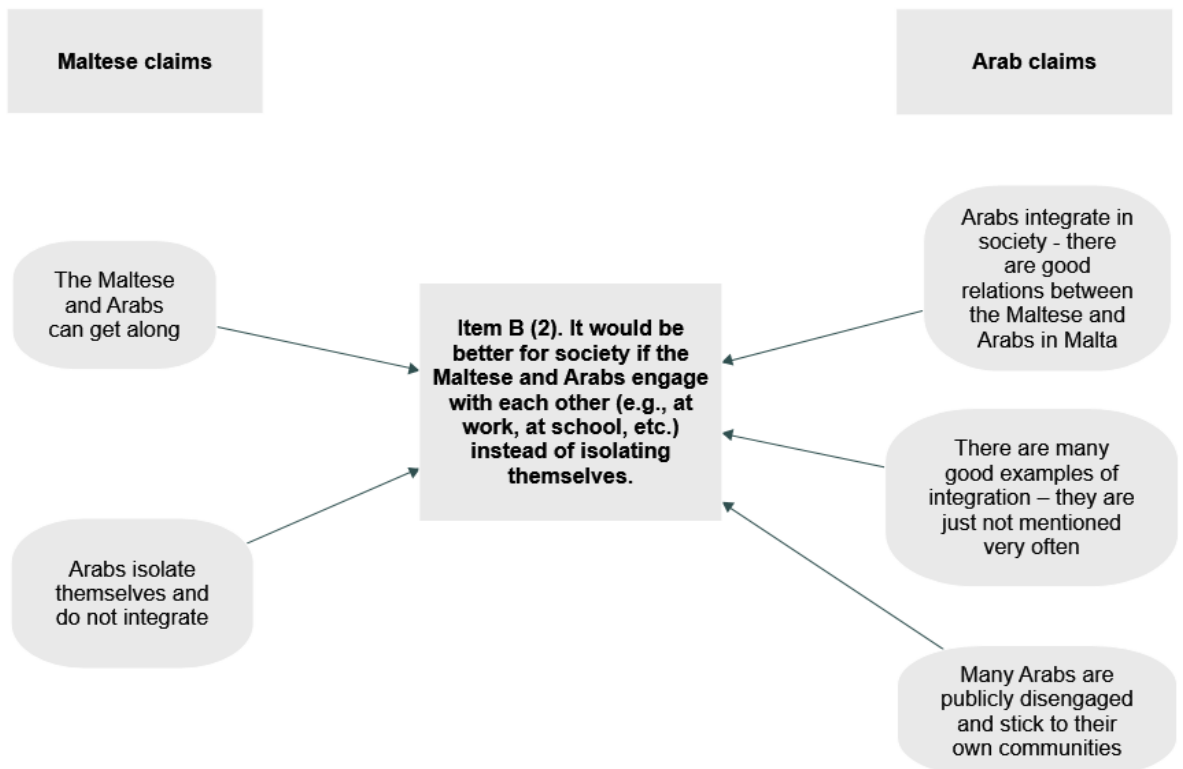 Maltese claims
Arab claims
The Maltese
and Arabs
can get along
Arabs isolate
themselves and
do not integrate
Item B (2). It would be
better for society if the
Maltese and Arabs engage
with each other (e.g., at
work, at school, etc.)
instead of isolating
themselves.
Arabs integrate in
society - there
are good
relations between
the Maltese and
Arabs in Malta
There are many
good examples of
integration – they are
just not mentioned
very often
Many Arabs are
publicly disengaged
and stick to their
own communities